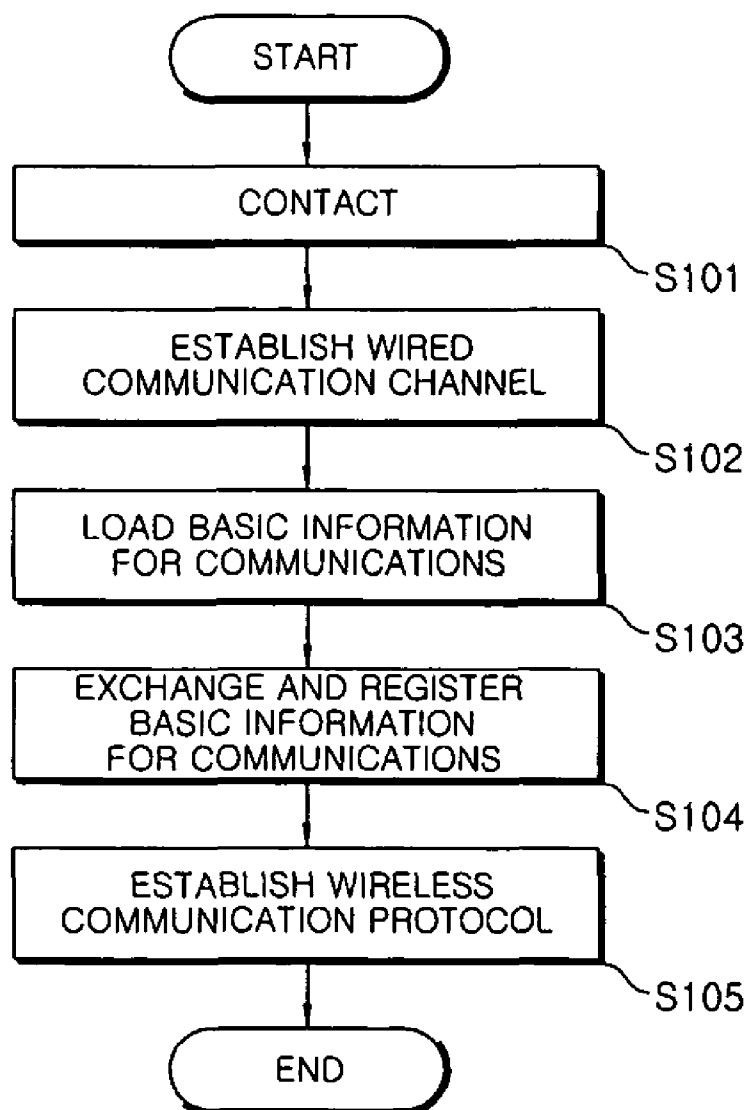 START
CONTACT
S101
ESTABLISH WIRED
COMMUNICATION CHANNEL
S102
LOAD BASIC INFORMATION
FOR COMMUNICATIONS
S103
EXCHANGE AND REGISTER
BASIC INFORMATION
FOR COMMUNICATIONS
S104
ESTABLISH WIRELESS
COMMUNICATION PROTOCOL
S105
END